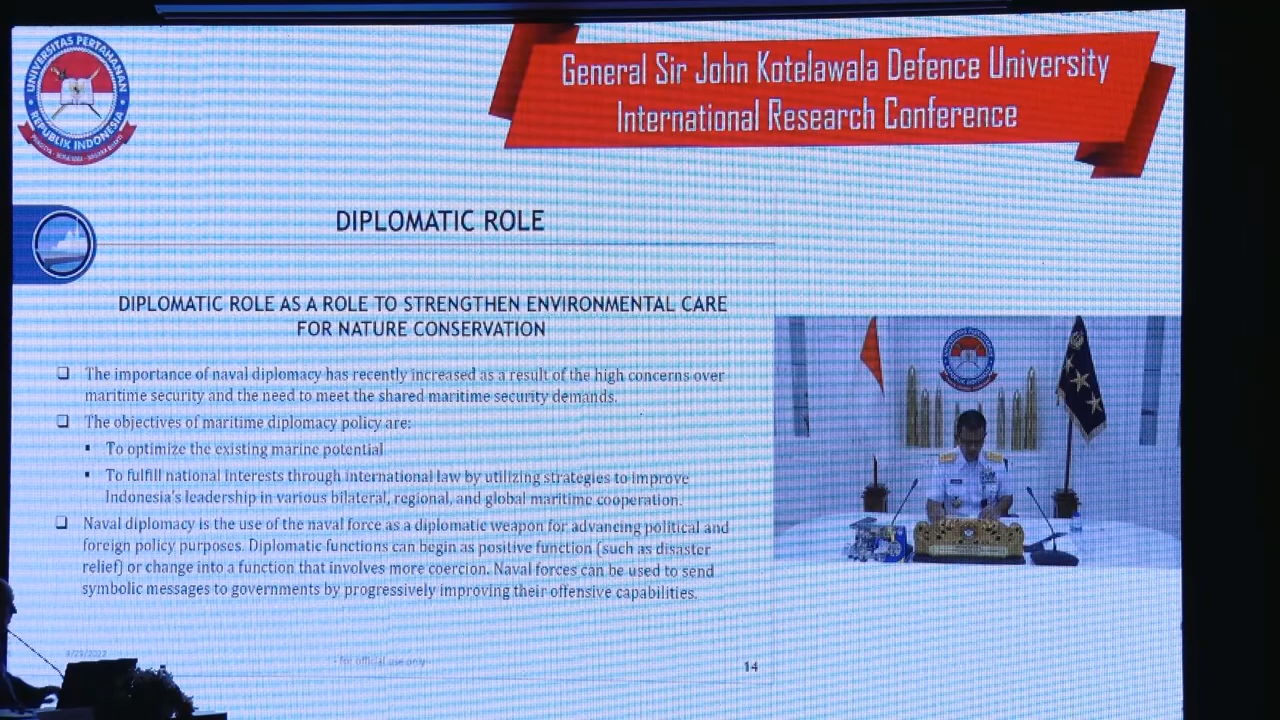 UNIVERSITAS PERTAHANAN
REPUBLIK INDONESIA
General Sir John Kotelawala Defence University
International Research Conference
DIPLOMATIC ROLE
DIPLOMATIC ROLE AS A ROLE TO STRENGTHEN ENVIRONMENTAL CARE
FOR NATURE CONSERVATION
The importance of naval diplomacy has recently increased as a result of the high concerns over
maritime security and the need to meet the shared maritime security demands.
The objectives of maritime diplomacy policy are:
To optimize the existing marine potential
To fulfill national interests through international law by utilizing strategies to improve
Indonesia's leadership in various bilateral, regional, and global maritime cooperation.
Naval diplomacy is the use of the naval force as a diplomatic weapon for advancing political and
foreign policy purposes. Diplomatic functions can begin as positive function (such as disaster
relief) or change into a function that involves more coercion. Naval forces can be used to send
symbolic messages to governments by progressively improving their offensive capabilities.
- for official use only
14
UNIVERSITAS PERTAHANAN
REPUBLIK INDONESIA